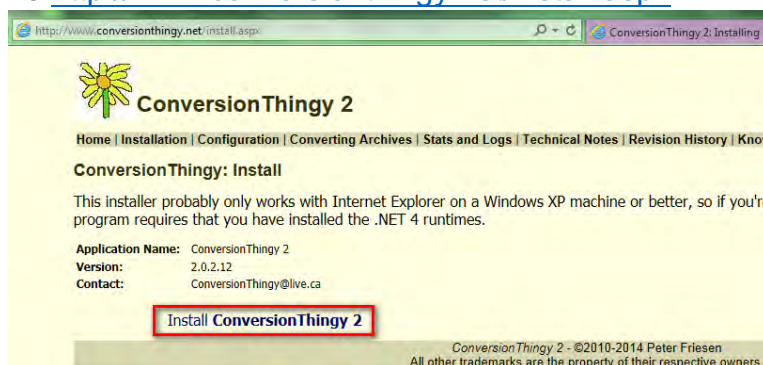 http://www.conversionthingy.net/install.aspx
ConversionThingy 2: Installing
ConversionThingy 2
Home | Installation | Configuration | Converting Archives | Stats and Logs | Technical Notes | Revision History |
ConversionThingy: Install
This installer probably only works with Internet Explorer on a Windows XP machine or better, so if
program requires that you have installed the .NET 4 runtimes.
Application Name: ConversionThingy 2
Version: 2.0.2.12
Contact: ConversionThingy@live.ca
Install ConversionThingy 2
ConversionThingy 2 - ©2010-2014 Peter Friesen
All other trademarks are the property of their respective owners